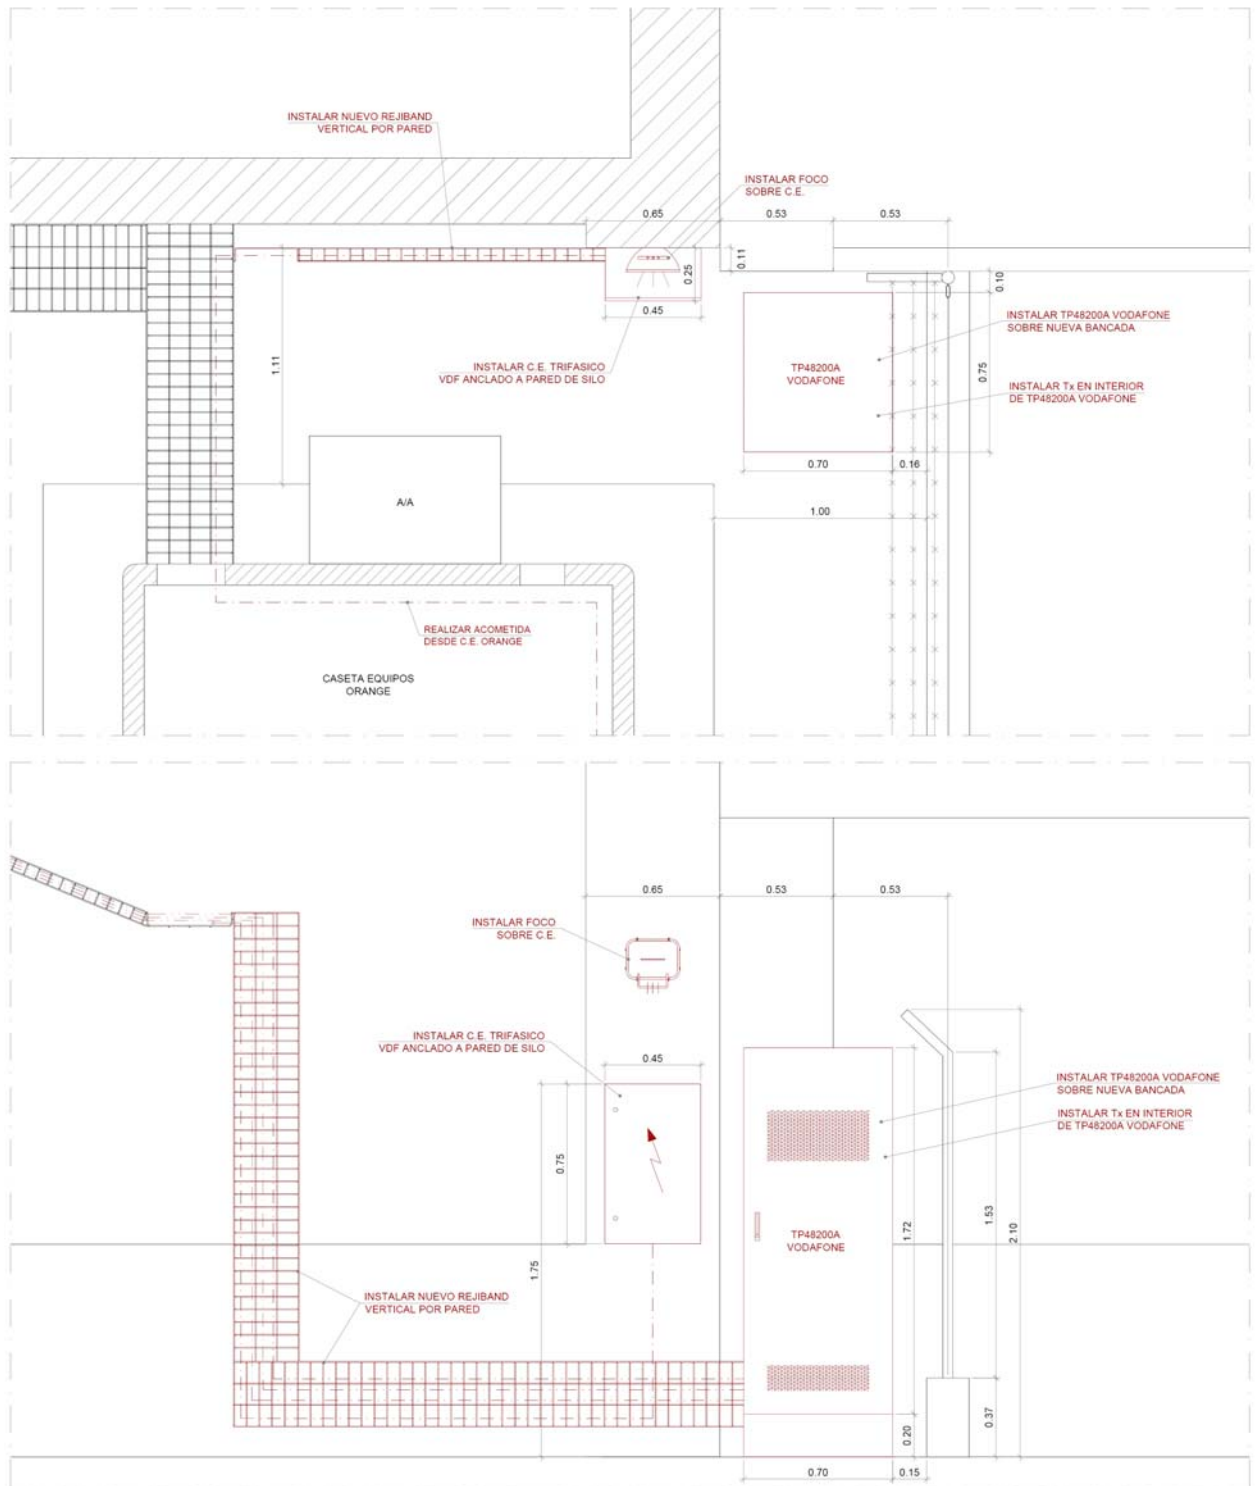 INSTALAR NUEVO REJIBAND
VERTICAL POR PARED
INSTALAR FOCO
SOBRE C.E.
0.65
0.53
0.53
0.11
0.25
0.10
0.45
1.11
INSTALAR C.E. TRIFASICO
VDF ANCLADO A PARED DE SILO
TP48200A
VODAFONE
INSTALAR TP48200A VODAFONE
SOBRE NUEVA BANCADA
0.75
INSTALAR Tx EN INTERIOR
DE TP48200A VODAFONE
0.70
0.16
A/A
1.00
REALIZAR ACOMETIDA
DESDE C.E. ORANGE
CASETA EQUIPOS
ORANGE
0.65
0.53
0.53
INSTALAR FOCO
SOBRE C.E.
INSTALAR C.E. TRIFASICO
VDF ANCLADO A PARED DE SILO
0.45
INSTALAR TP48200A VODAFONE
SOBRE NUEVA BANCADA
INSTALAR Tx EN INTERIOR
DE TP48200A VODAFONE
0.75
1.53
2.10
1.72
TP48200A
VODAFONE
1.75
INSTALAR NUEVO REJIBAND
VERTICAL POR PARED
0.37
0.20
0.70
0.15